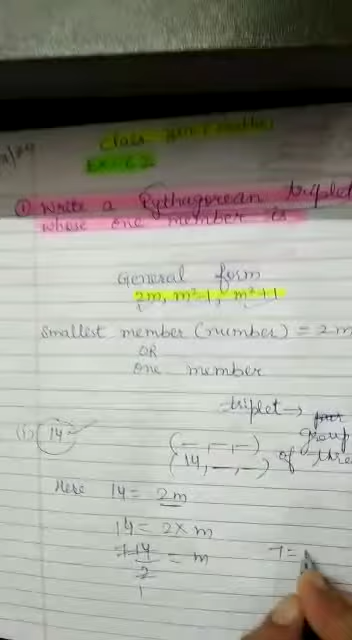 ① Write a Pythagorean triplet
whose one member is
General form
2m, m²-1, m²+1
Smallest member (number) = 2m
OR
one member
triplet → group
(_, _, _) of three
(i) 14
(14, _, _)
Here 14 = 2m
14 = 2 × m
14/2 = m
7 =